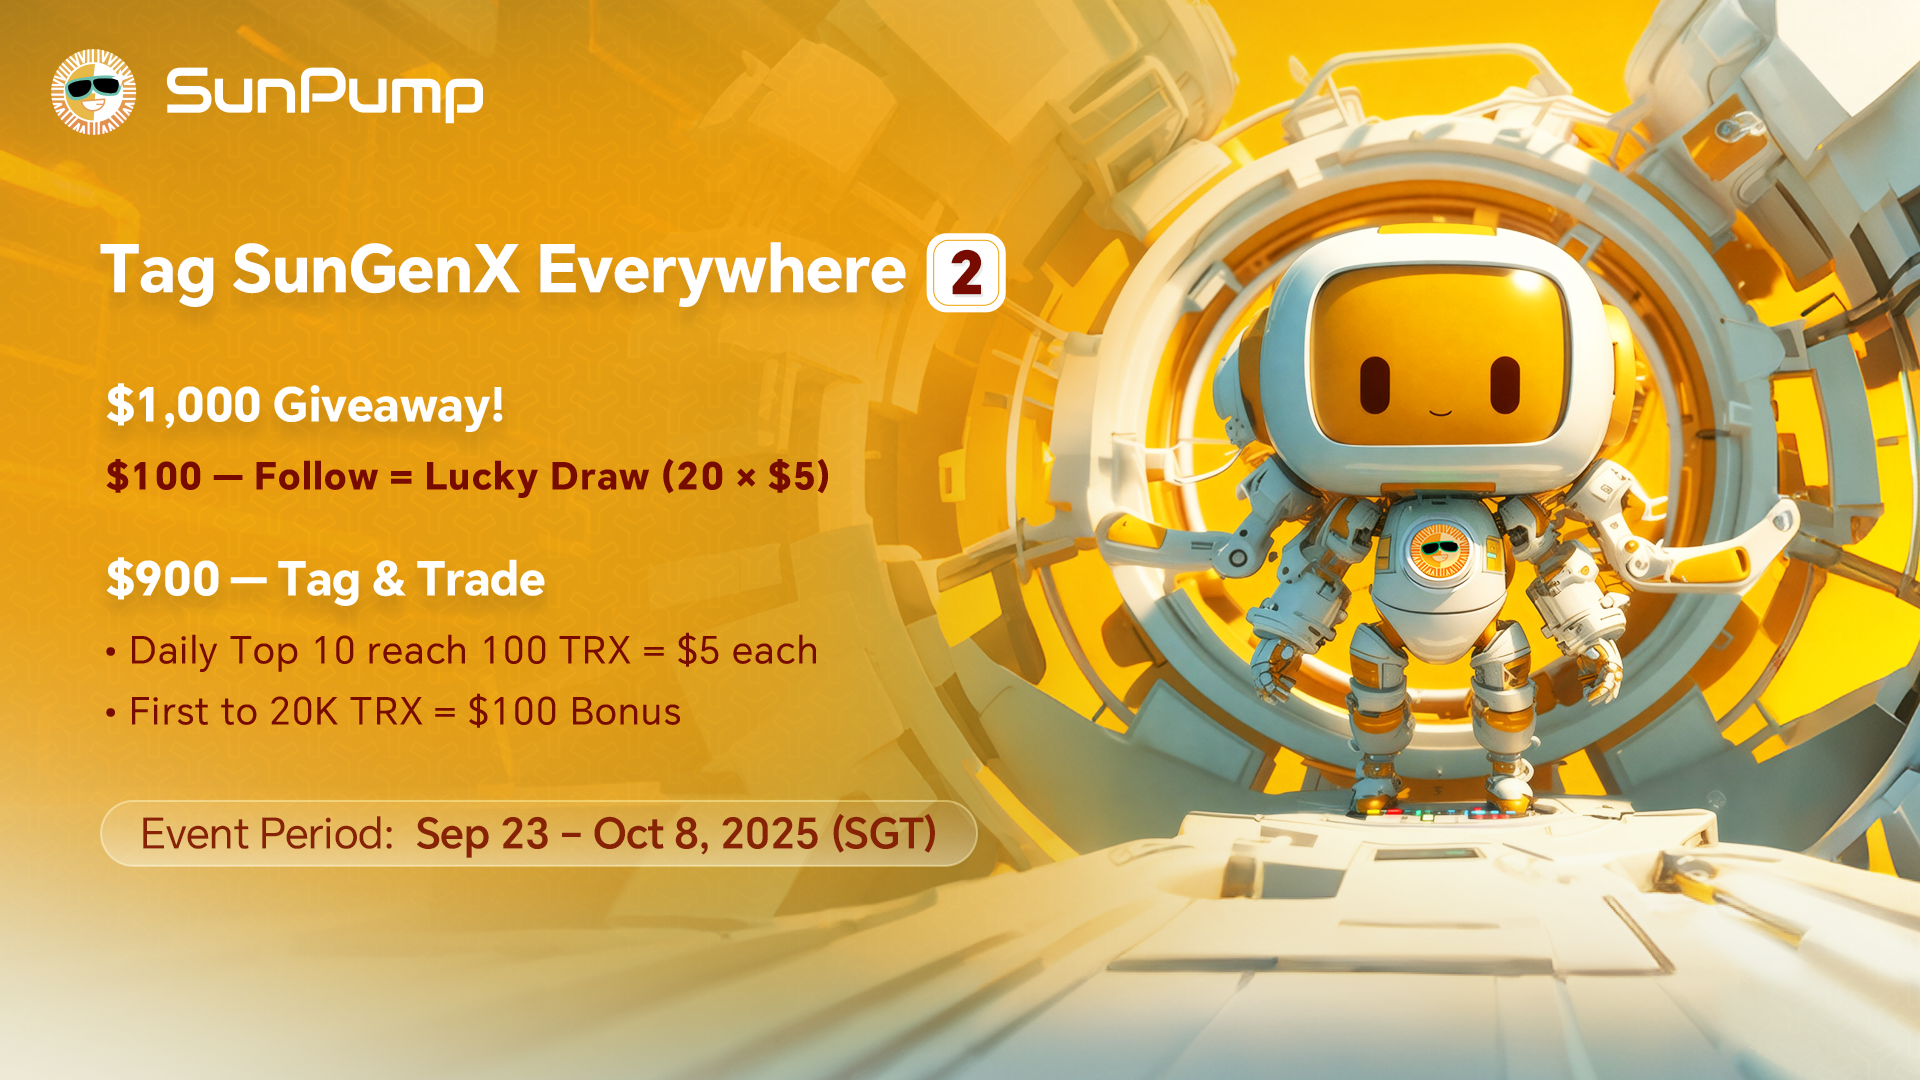 SunPump
Tag SunGenX Everywhere 2
$1,000 Giveaway!
$100 — Follow = Lucky Draw (20 × $5)
$900 — Tag & Trade
• Daily Top 10 reach 100 TRX = $5 each
• First to 20K TRX = $100 Bonus
Event Period: Sep 23 – Oct 8, 2025 (SGT)